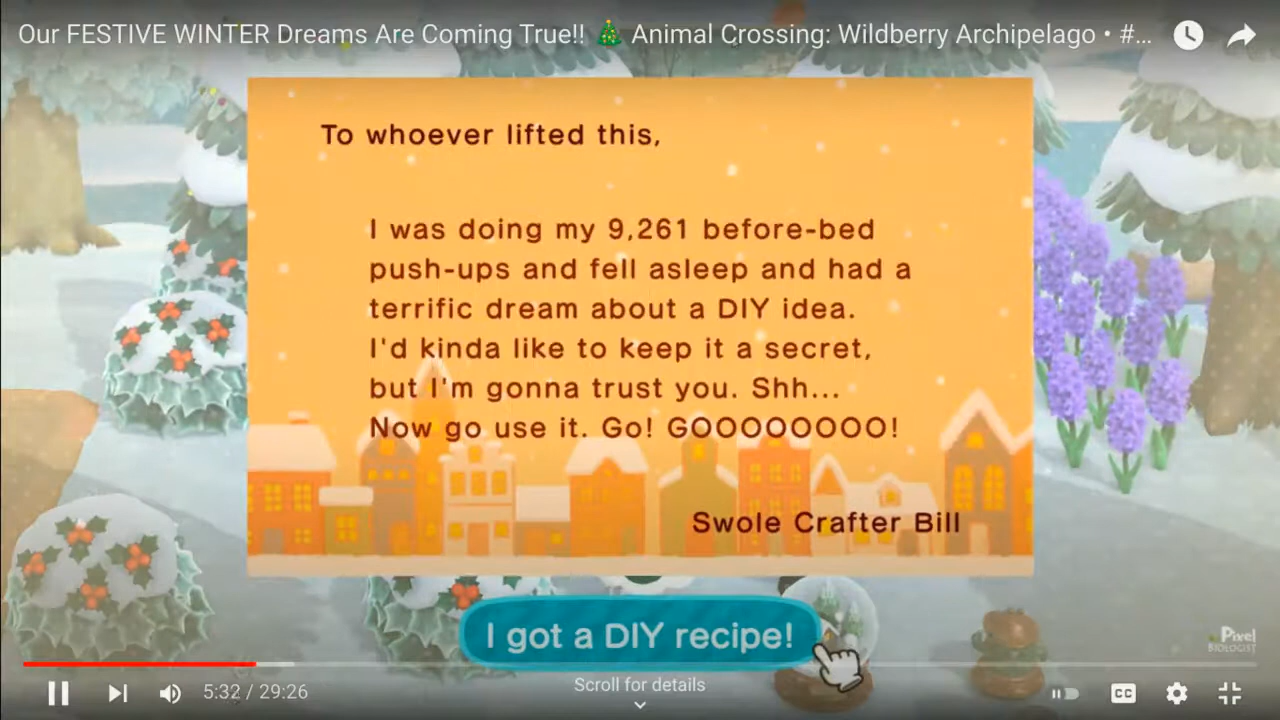 Our FESTIVE WINTER Dreams Are Coming True!! 🎄 Animal Crossing: Wildberry Archipelago • #...
To whoever lifted this,
I was doing my 9,261 before-bed
push-ups and fell asleep and had a
terrific dream about a DIY idea.
I'd kinda like to keep it a secret,
but I'm gonna trust you. Shh...
Now go use it. Go! GOOOOOOOO!
Swole Crafter Bill
I got a DIY recipe!
Pixel
BIOLOGIST
5:32 / 29:26
Scroll for details
CC